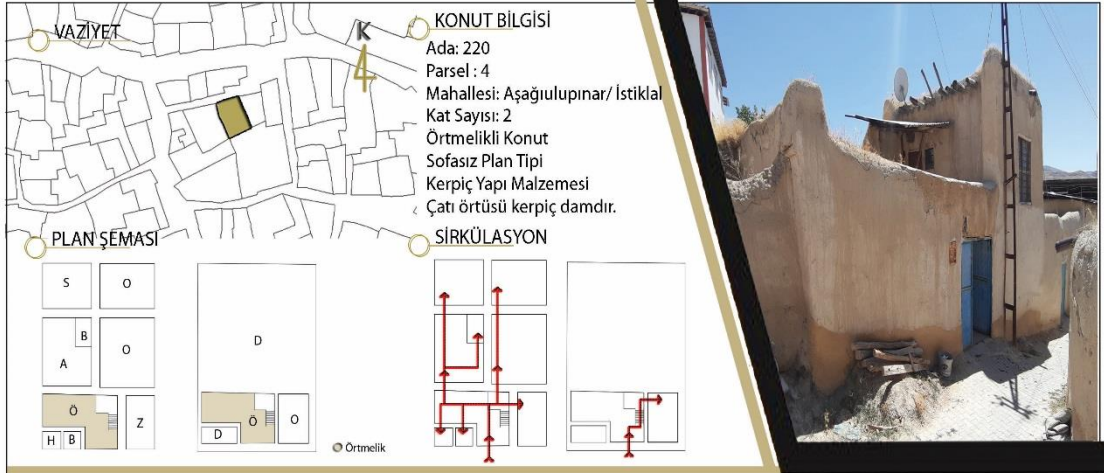 VAZİYET
K
KONUT BİLGİSİ
Ada: 220
Parsel : 4
Mahallesi: Aşağıulupınar/ İstiklal
Kat Sayısı: 2
Örtmelikli Konut
Sofasız Plan Tipi
Kerpiç Yapı Malzemesi
Çatı örtüsü kerpiç damdır.
PLAN ŞEMASI
S O
B
A O
Ö
H B Z
D
Ö
D O
Örtmelik
SİRKÜLASYON